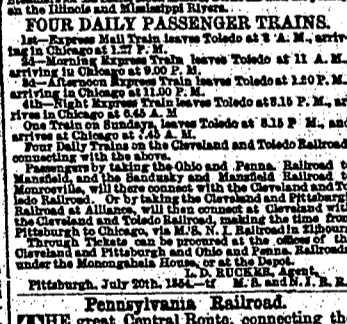 on the Illinois and Mississippi Rivers.
FOUR DAILY PASSENGER TRAINS.
1st—Express Mail Train leaves Toledo at 8 A. M., arriv-
ing in Chicago at 1.27 P. M.
2d—Morning Express Train leaves Toledo at 11 A. M.,
arriving in Chicago at 9.00 P. M.
3d—Afternoon Express Train leaves Toledo at 1.20 P. M.
arriving in Chicago at 11.00 P. M.
4th—Night Express Train leaves Toledo at 8.15 P. M., ar
rives in Chicago at 6.45 A. M
One Train on Sundays, leaves Toledo at 8.15 P M., and
arrives at Chicago at 7.45 A. M.
Four Daily Trains on the Cleveland and Toledo Railroad
connecting with the above.
Passengers by taking the Ohio and Penna. Railroad t
Mansfield, and the Sandusky and Mansfield Railroad t
Monroeville, will there connect with the Cleveland and To
ledo Railroad. Or by taking the Cleveland and Pittsburg
Railroad at Alliance, will then connect at Cleveland with
the Cleveland and Toledo Railroad, making the time from
Pittsburgh to Chicago, via M. S. N. I. Railroad in 21 hours
Through Tickets can be procured at the offices of th
Cleveland and Pittsburgh and Ohio and Penna. Railroads
under the Monongahela House, or at the Depot.
L. D. RUCKER, Agent,
Pittsburgh, July 20th, 1854.—tf M. S. and N. I. R. R.
Pennsylvania Railroad.
THE great Central Route, connecting th